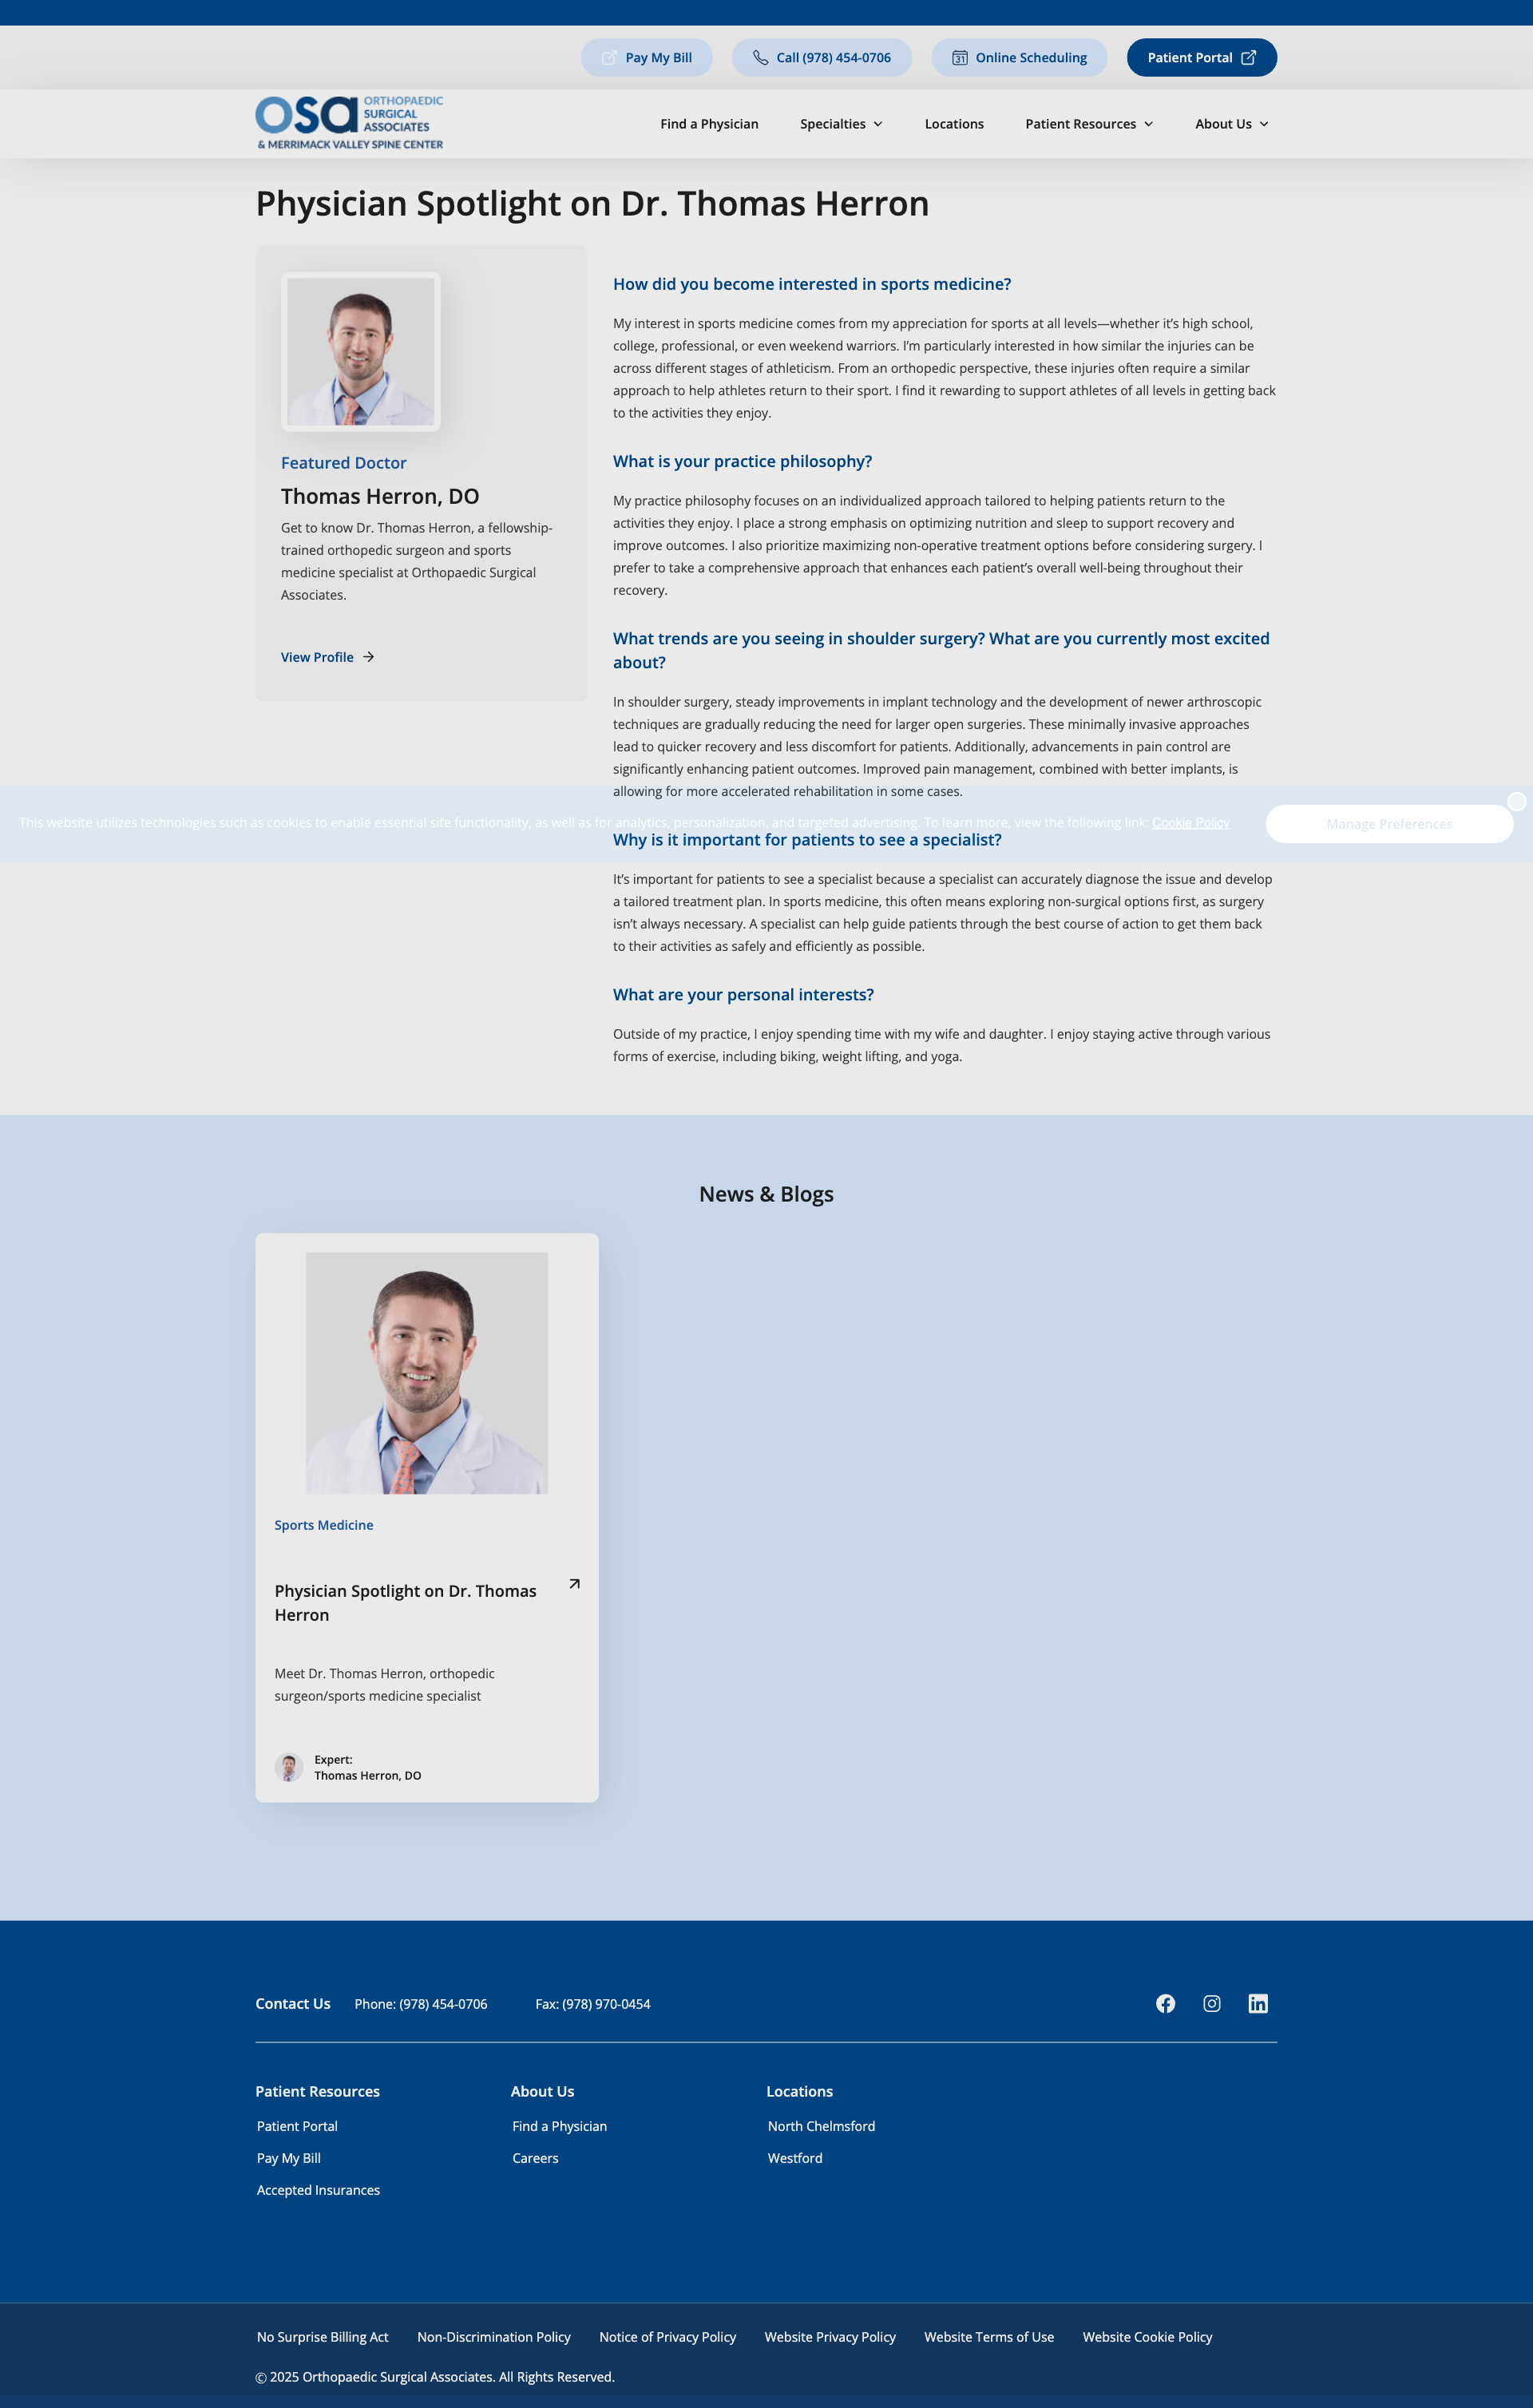 Pay My Bill
Call (978) 454-0706
31
Online Scheduling
Patient Portal
osa ORTHOPAEDIC
SURGICAL
ASSOCIATES
& MERRIMACK VALLEY SPINE CENTER
Find a Physician
Specialties
Locations
Patient Resources
About Us
Physician Spotlight on Dr. Thomas Herron
Featured Doctor
Thomas Herron, DO
Get to know Dr. Thomas Herron, a fellowship-
trained orthopedic surgeon and sports
medicine specialist at Orthopaedic Surgical
Associates.
View Profile
How did you become interested in sports medicine?
My interest in sports medicine comes from my appreciation for sports at all levels—whether it’s high school,
college, professional, or even weekend warriors. I’m particularly interested in how similar the injuries can be
across different stages of athleticism. From an orthopedic perspective, these injuries often require a similar
approach to help athletes return to their sport. I find it rewarding to support athletes of all levels in getting back
to the activities they enjoy.
What is your practice philosophy?
My practice philosophy focuses on an individualized approach tailored to helping patients return to the
activities they enjoy. I place a strong emphasis on optimizing nutrition and sleep to support recovery and
improve outcomes. I also prioritize maximizing non-operative treatment options before considering surgery. I
prefer to take a comprehensive approach that enhances each patient’s overall well-being throughout their
recovery.
What trends are you seeing in shoulder surgery? What are you currently most excited
about?
In shoulder surgery, steady improvements in implant technology and the development of newer arthroscopic
techniques are gradually reducing the need for larger open surgeries. These minimally invasive approaches
lead to quicker recovery and less discomfort for patients. Additionally, advancements in pain control are
significantly enhancing patient outcomes. Improved pain management, combined with better implants, is
allowing for more accelerated rehabilitation in some cases.
This website utilizes technologies such as cookies to enable essential site functionality, as well as for analytics, personalization, and targeted advertising. To learn more, view the following link: Cookie Policy
Manage Preferences
Why is it important for patients to see a specialist?
It’s important for patients to see a specialist because a specialist can accurately diagnose the issue and develop
a tailored treatment plan. In sports medicine, this often means exploring non-surgical options first, as surgery
isn’t always necessary. A specialist can help guide patients through the best course of action to get them back
to their activities as safely and efficiently as possible.
What are your personal interests?
Outside of my practice, I enjoy spending time with my wife and daughter. I enjoy staying active through various
forms of exercise, including biking, weight lifting, and yoga.
News & Blogs
Sports Medicine
Physician Spotlight on Dr. Thomas
Herron
Meet Dr. Thomas Herron, orthopedic
surgeon/sports medicine specialist
Expert:
Thomas Herron, DO
Contact Us
Phone: (978) 454-0706
Fax: (978) 970-0454
Patient Resources
Patient Portal
Pay My Bill
Accepted Insurances
About Us
Find a Physician
Careers
Locations
North Chelmsford
Westford
No Surprise Billing Act
Non-Discrimination Policy
Notice of Privacy Policy
Website Privacy Policy
Website Terms of Use
Website Cookie Policy
© 2025 Orthopaedic Surgical Associates. All Rights Reserved.